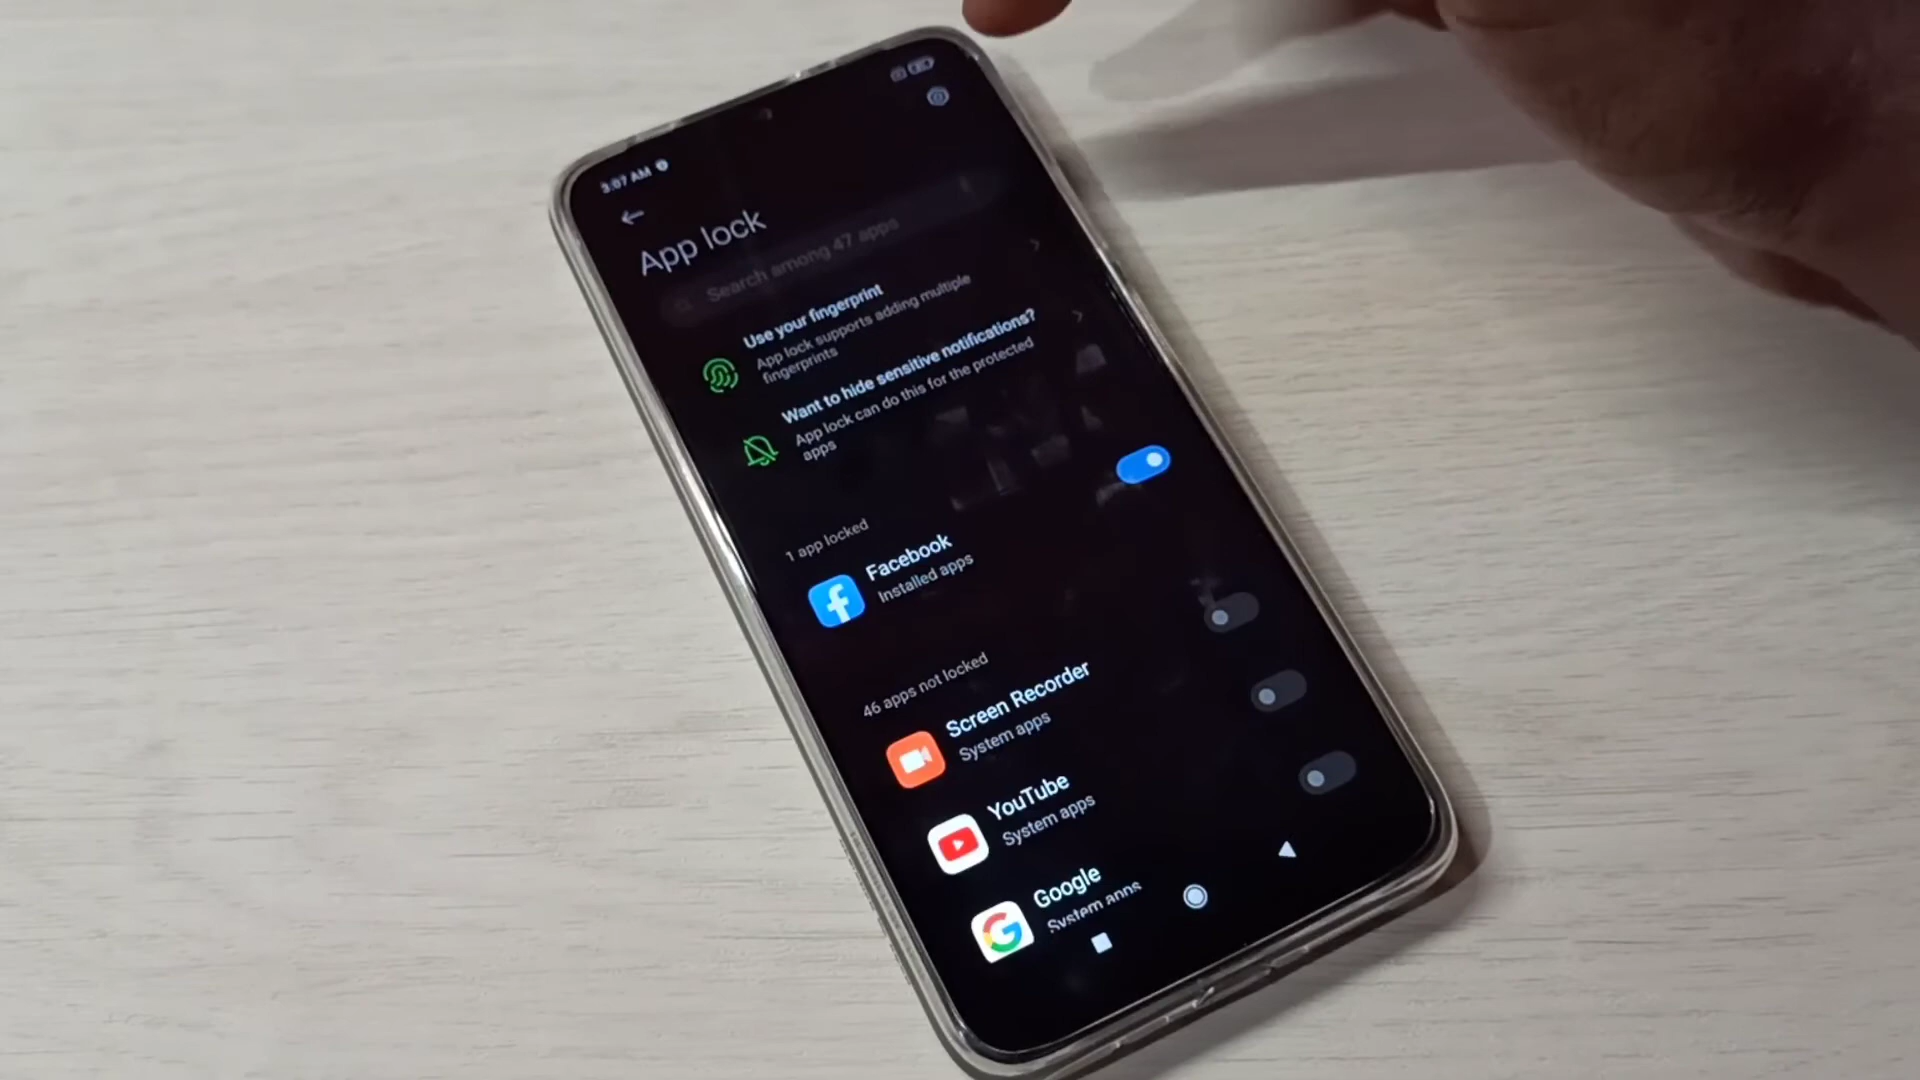 3:07 AM
App lock
Search among 47 apps
Use your fingerprint
App lock supports adding multiple
fingerprints
Want to hide sensitive notifications?
App lock can do this for the protected
apps
1 app locked
Facebook
Installed apps
46 apps not locked
Screen Recorder
System apps
YouTube
System apps
Google
System apps